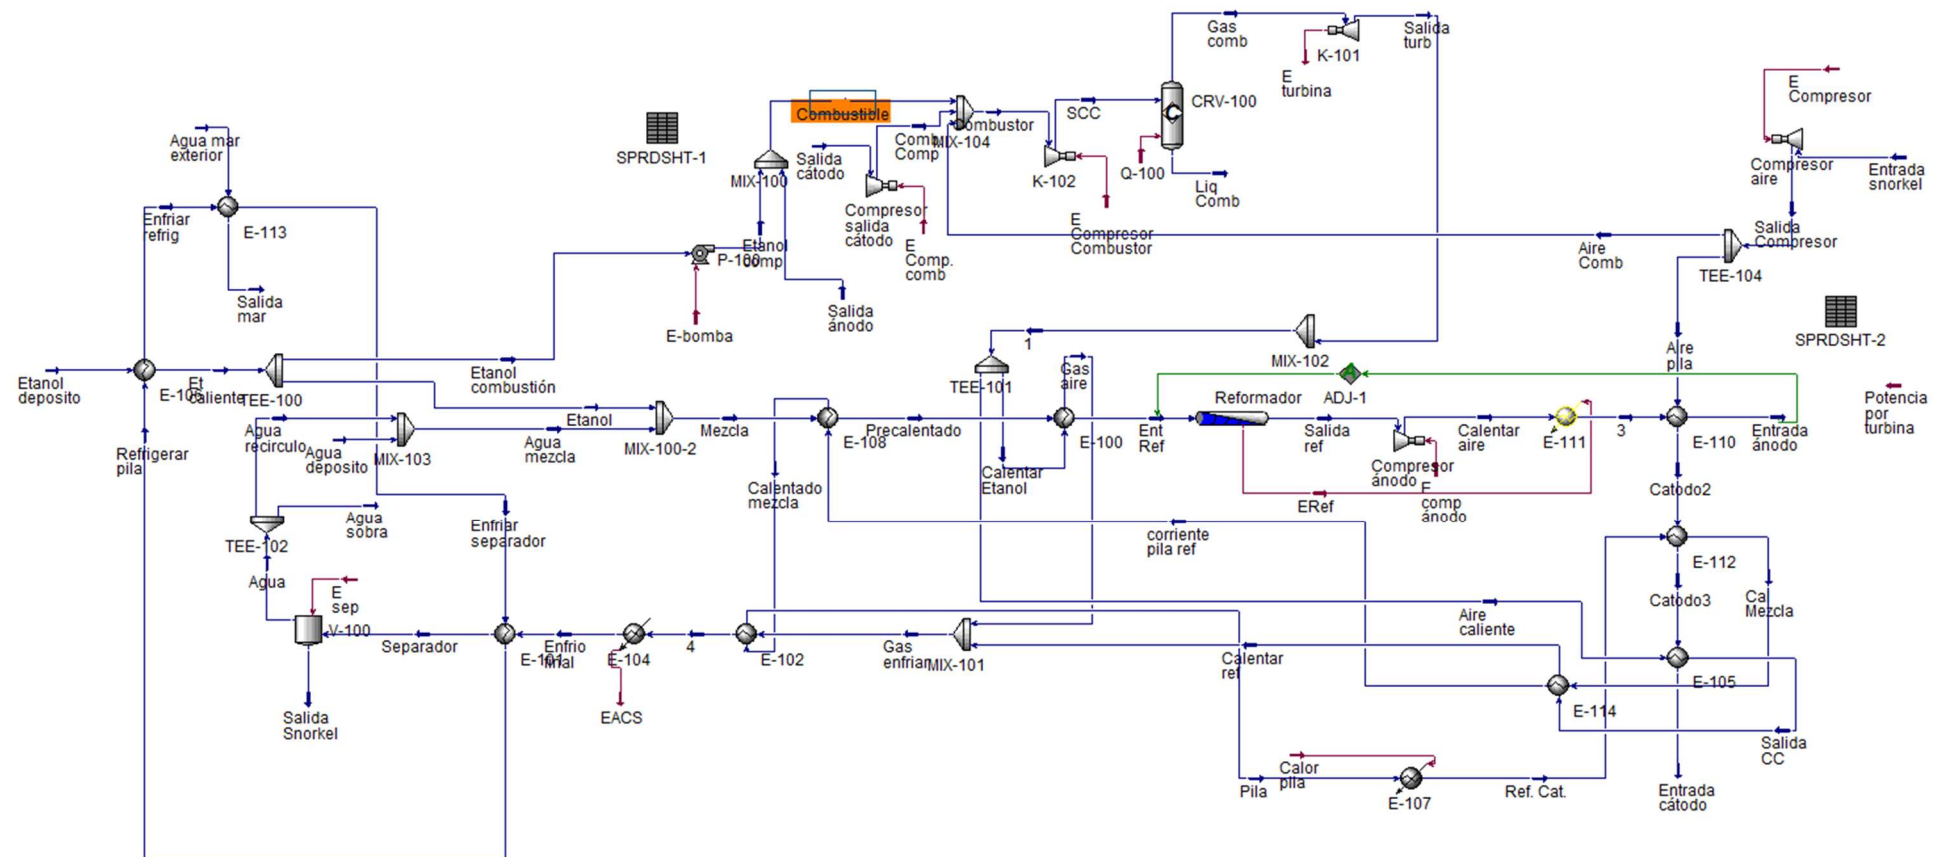 Gas
comb
Salida
turb
K-101
E
turbina
E
Compresor
CRV-100
SCC
Combustible
Combustor
MIX-104
Comb
Comp
Agua mar
exterior
SPRDSHT-1
MIX-100
Salida
cátodo
K-102
Q-100
Liq
Comb
Compresor
aire
Entrada
snorkel
Enfriar
refrig
E-113
Compresor
salida
cátodo
E
Comp.
comb
E
Compresor
Combustor
Etanol
comp
P-100
Aire
Comb
Salida
Compresor
TEE-104
Salida
mar
E-bomba
Salida
ánodo
SPRDSHT-2
Etanol
deposito
Et
Caliente
TEE-100
Etanol
combustión
1
MIX-102
TEE-101
Gas
aire
Aire
pila
ADJ-1
Reformador
Potencia
por
turbina
Refrigerar
pila
Agua
recirculo
Agua
deposito
MIX-103
Etanol
Agua
mezcla
MIX-100-2
Mezcla
E-108
Precalentado
E-100
Ent
Ref
Salida
ref
Calentar
aire
E-111
3
E-110
Entrada
ánodo
Compresor
ánodo
E
comp
ánodo
Calentar
Etanol
Calentado
mezcla
ERef
Catodo2
TEE-102
Agua
sobra
Enfriar
separador
corriente
pila ref
E-112
Agua
E
sep
V-100
Catodo3
Cal
Mezcla
Aire
caliente
Separador
E-101
Enfrio
final
E-104
4
E-102
Gas
enfriar
MIX-101
Calentar
ref
E-105
E-114
Salida
Snorkel
EACS
Salida
CC
Calor
pila
Pila
E-107
Ref. Cat.
Entrada
cátodo